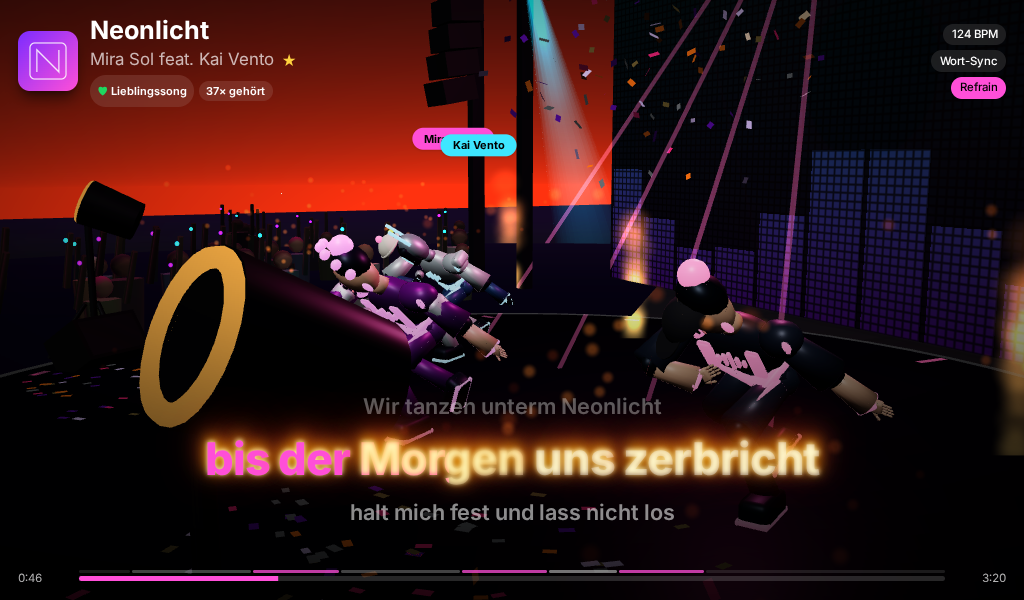 Neonlicht
Mira Sol feat. Kai Vento ★
Lieblingssong
37× gehört
124 BPM
Wort-Sync
Refrain
Kai Vento
Wir tanzen unterm Neonlicht
bis der Morgen uns zerbricht
halt mich fest und lass nicht los
0:46
3:20